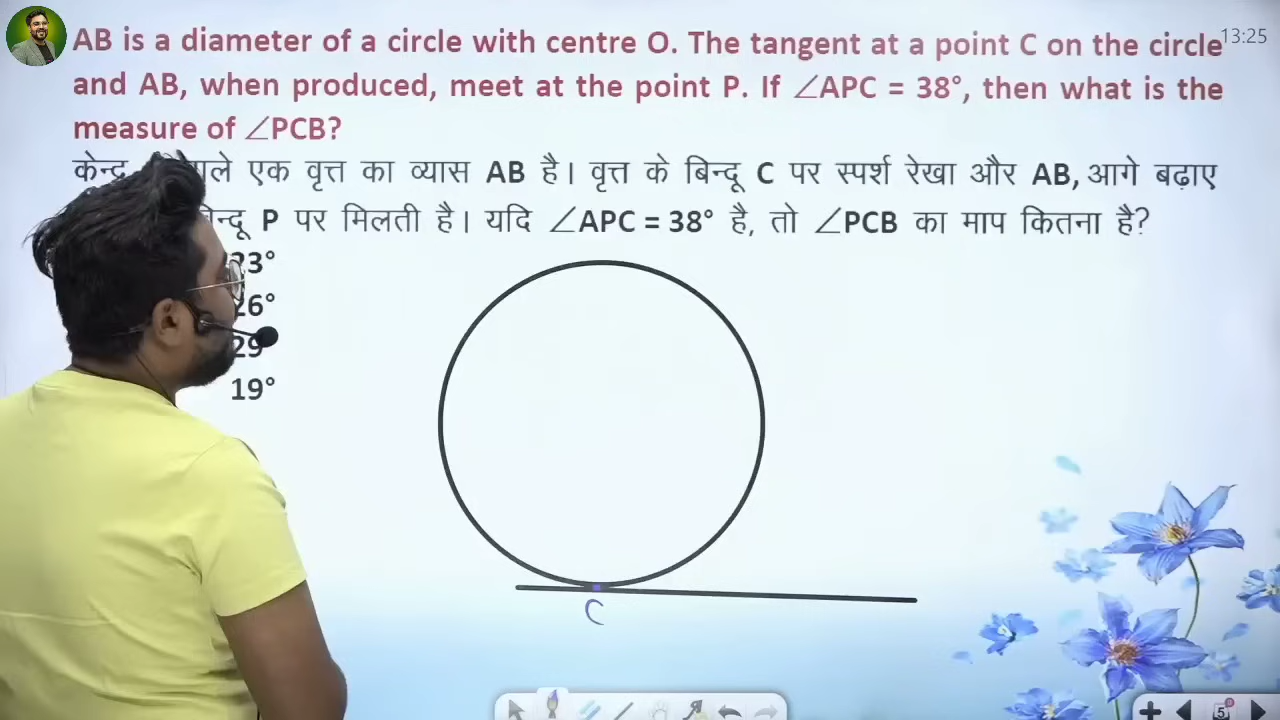 AB is a diameter of a circle with centre O. The tangent at a point C on the circle
13:25
and AB, when produced, meet at the point P. If ∠APC = 38°, then what is the
measure of ∠PCB?
एक वृत्त का व्यास AB है। वृत्त के बिन्दू C पर स्पर्श रेखा और AB, आगे बढ़ाए
P पर मिलती है। यदि ∠APC = 38° है, तो ∠PCB का माप कितना है?
19°
C
5